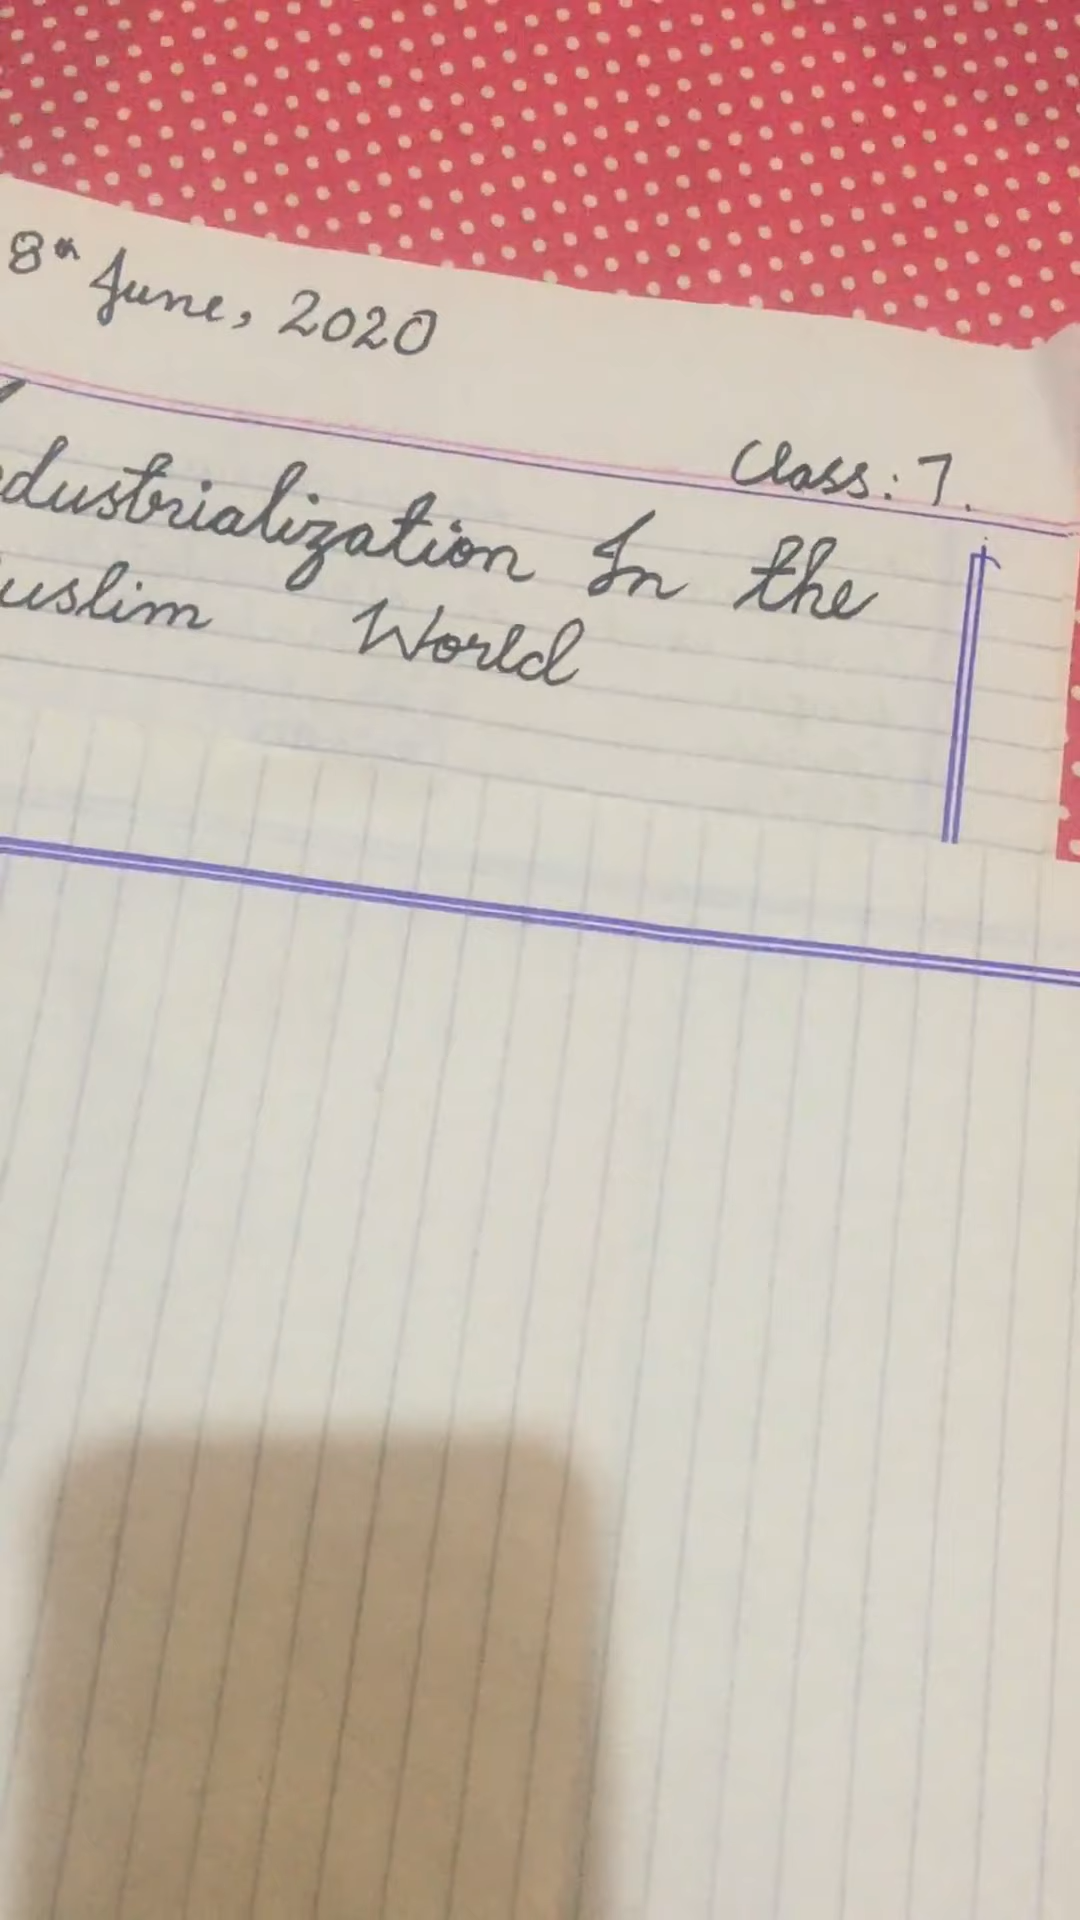 8th June, 2020
Class: 7.
dustrialization In the
uslim World